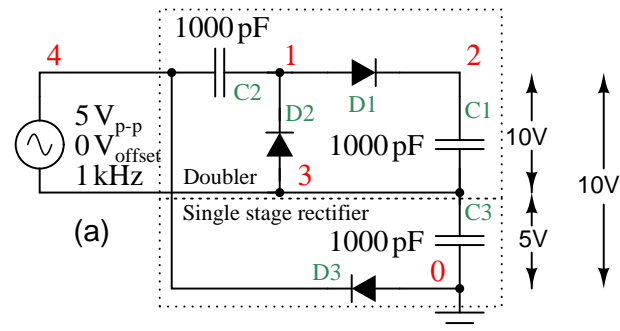 1000 pF
4
1
2
C2
D1
C1
D2
5 Vp-p
0 Voffset
1 kHz
1000 pF
10V
10V
3
Doubler
Single stage rectifier
C3
(a)
1000 pF
5V
D3
0